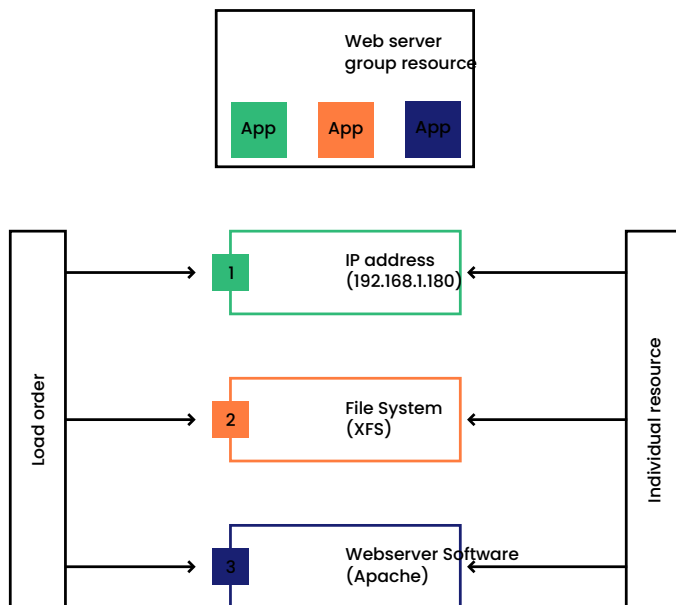 Web server
group resource
App
App
App
1
IP address
(192.168.1.180)
2
File System
(XFS)
3
Webserver Software
(Apache)
Load order
Individual resource